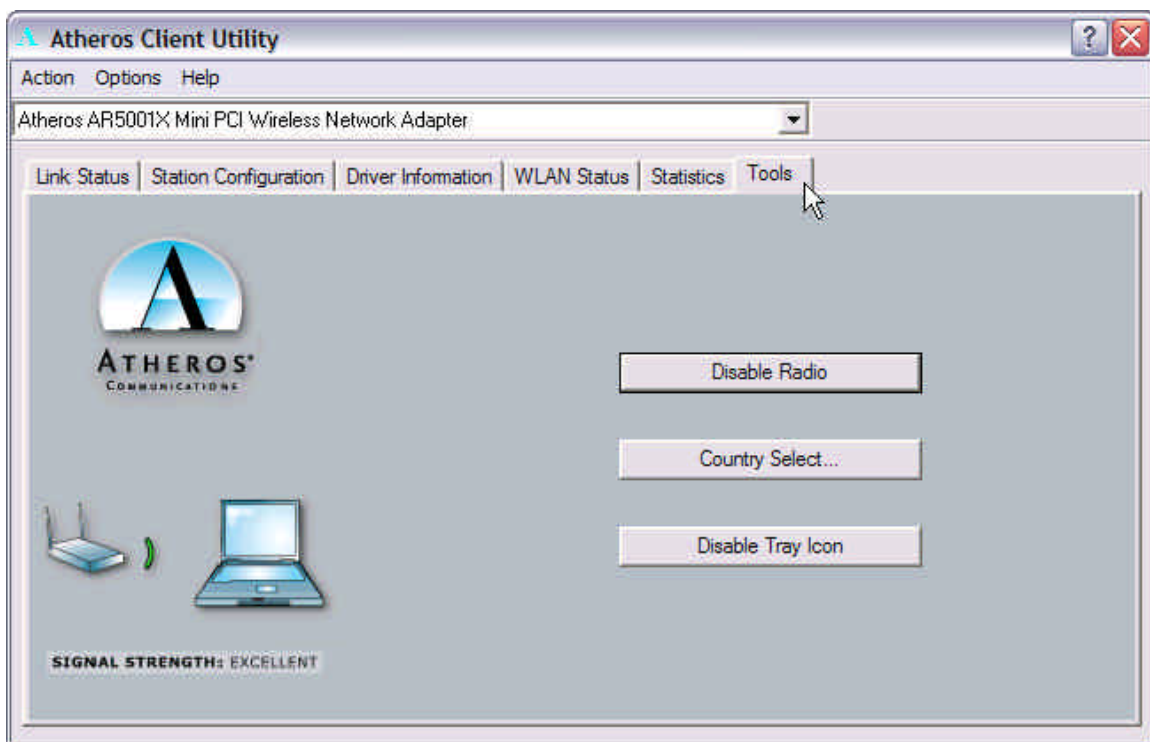 Atheros Client Utility
Action Options Help
Atheros AR5001X Mini PCI Wireless Network Adapter
Link Status Station Configuration Driver Information WLAN Status Statistics Tools
A
ATHEROS®
COMMUNICATIONS
Disable Radio
Country Select...
Disable Tray Icon
SIGNAL STRENGTH: EXCELLENT